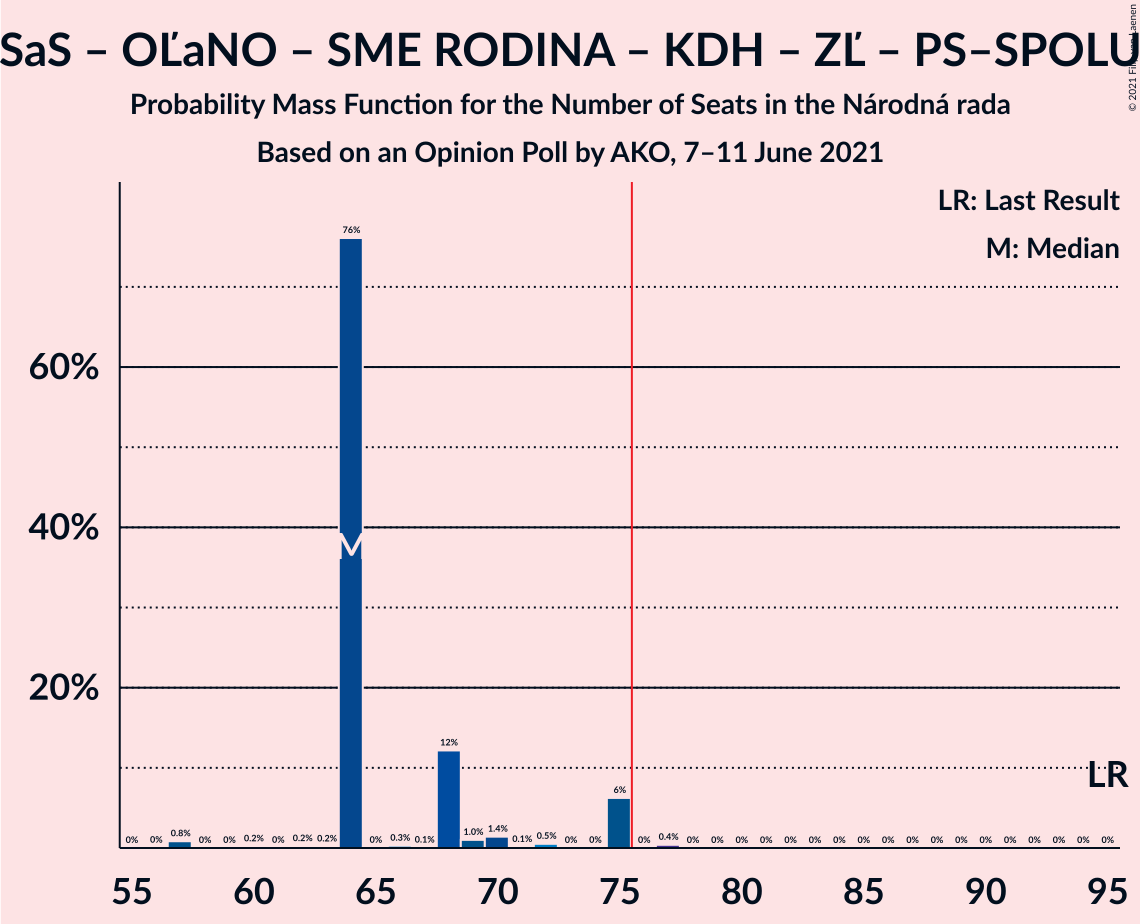 SaS – OĽaNO – SME RODINA – KDH – ZĽ – PS–SPOLU
Probability Mass Function for the Number of Seats in the Národná rada
Based on an Opinion Poll by AKO, 7–11 June 2021
© 2021 Filip van Laenen
LR: Last Result
M: Median
76%
60%
40%
M
20%
12%
LR
6%
0% 0% 0.8% 0% 0% 0.2% 0% 0.2% 0.2% 0% 0.3% 0.1% 1.0% 1.4% 0.1% 0.5% 0% 0% 0% 0.4% 0% 0% 0% 0% 0% 0% 0% 0% 0% 0% 0% 0% 0% 0% 0% 0% 0% 0%
55 60 65 70 75 80 85 90 95